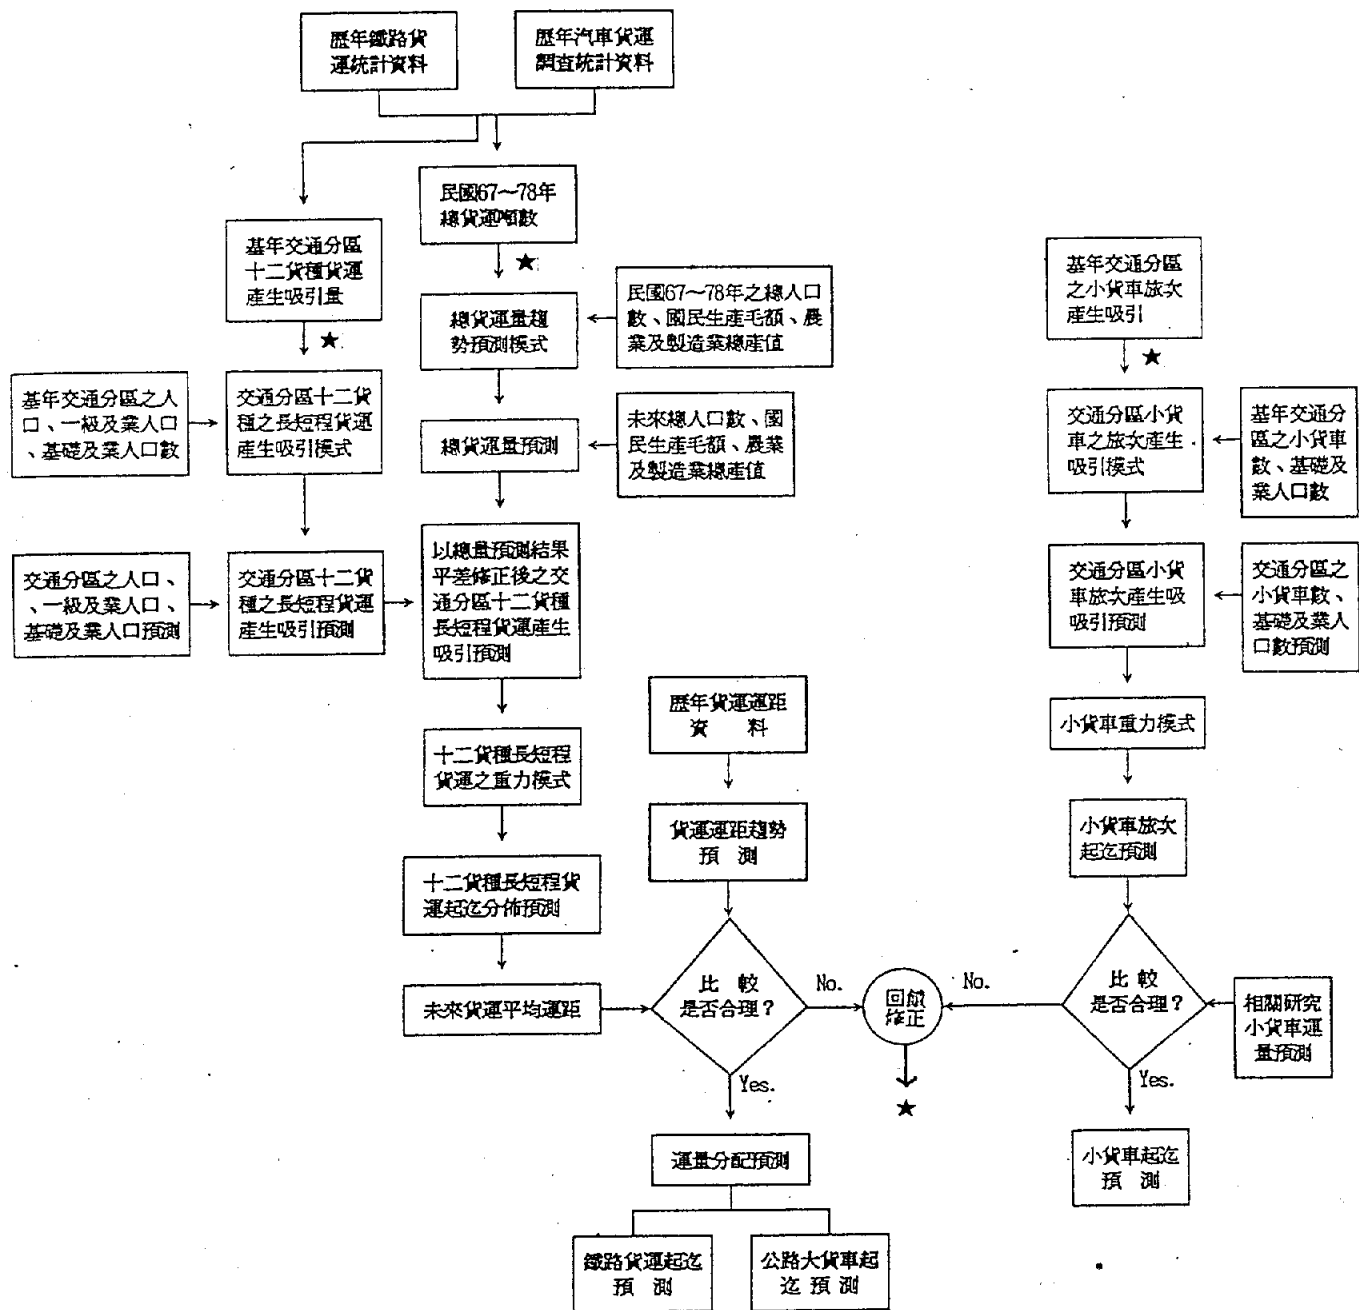 歷年鐵路貨
運統計資料
歷年汽車貨運
調查統計資料
民國67～78年
總貨運噸數
基年交通分區
十二貨種貨運
產生吸引量
★
★
總貨運量趨
勢預測模式
民國67～78年之總人口
數、國民生產毛額、農
業及製造業總產值
基年交通分區
之小貨車旅次
產生吸引
★
基年交通分區之人
口、一級及業人口
、基礎及業人口數
交通分區十二貨
種之長短程貨運
產生吸引模式
總貨運量預測
未來總人口數、國
民生產毛額、農業
及製造業總產值
交通分區小貨
車之旅次產生
吸引模式
基年交通分
區之小貨車
數、基礎及
業人口數
交通分區之人口、
、一級及業人口、
基礎及業人口預測
交通分區十二貨
種之長短程貨運
產生吸引預測
以總量預測結果
平差修正後之交
通分區十二貨種
長短程貨運產生
吸引預測
交通分區小貨
車旅次產生吸
吸引預測
交通分區之
小貨車數、
基礎及業人
口數預測
歷年貨運運距
資 料
小貨車重力模式
十二貨種長短程
貨運之重力模式
貨運運距趨勢
預 測
小貨車旅次
起迄預測
十二貨種長短程貨
運起迄分佈預測
未來貨運平均運距
比 較
是否合理？
No.
回饋
修正
No.
比 較
是否合理？
相關研究
小貨車運
量預測
Yes.
★
Yes.
運量分配預測
小貨車起迄
預 測
鐵路貨運起迄
預 測
公路大貨車起
迄 預 測